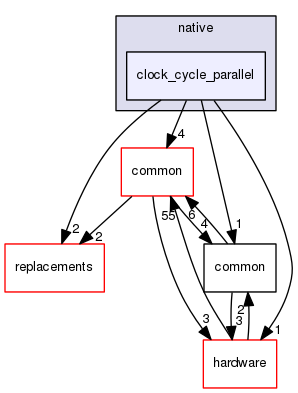 native
clock_cycle_parallel
4
common
55
6
4
1
2
2
replacements
common
2
3
3
1
hardware